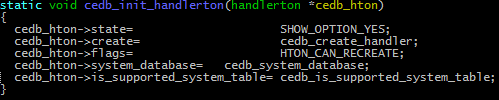 static void cedb_init_handlerton(handlerton *cedb_hton)
{
  cedb_hton->state=                     SHOW_OPTION_YES;
  cedb_hton->create=                    cedb_create_handler;
  cedb_hton->flags=                     HTON_CAN_RECREATE;
  cedb_hton->system_database=   cedb_system_database;
  cedb_hton->is_supported_system_table= cedb_is_supported_system_table;
}